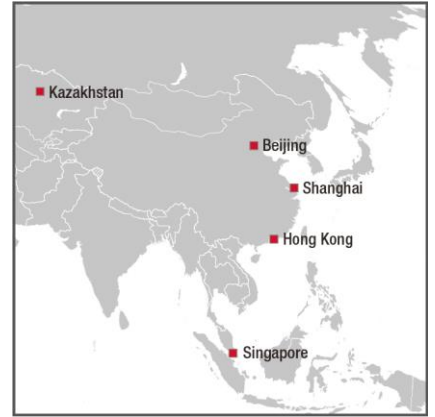 Kazakhstan
Beijing
Shanghai
Hong Kong
Singapore